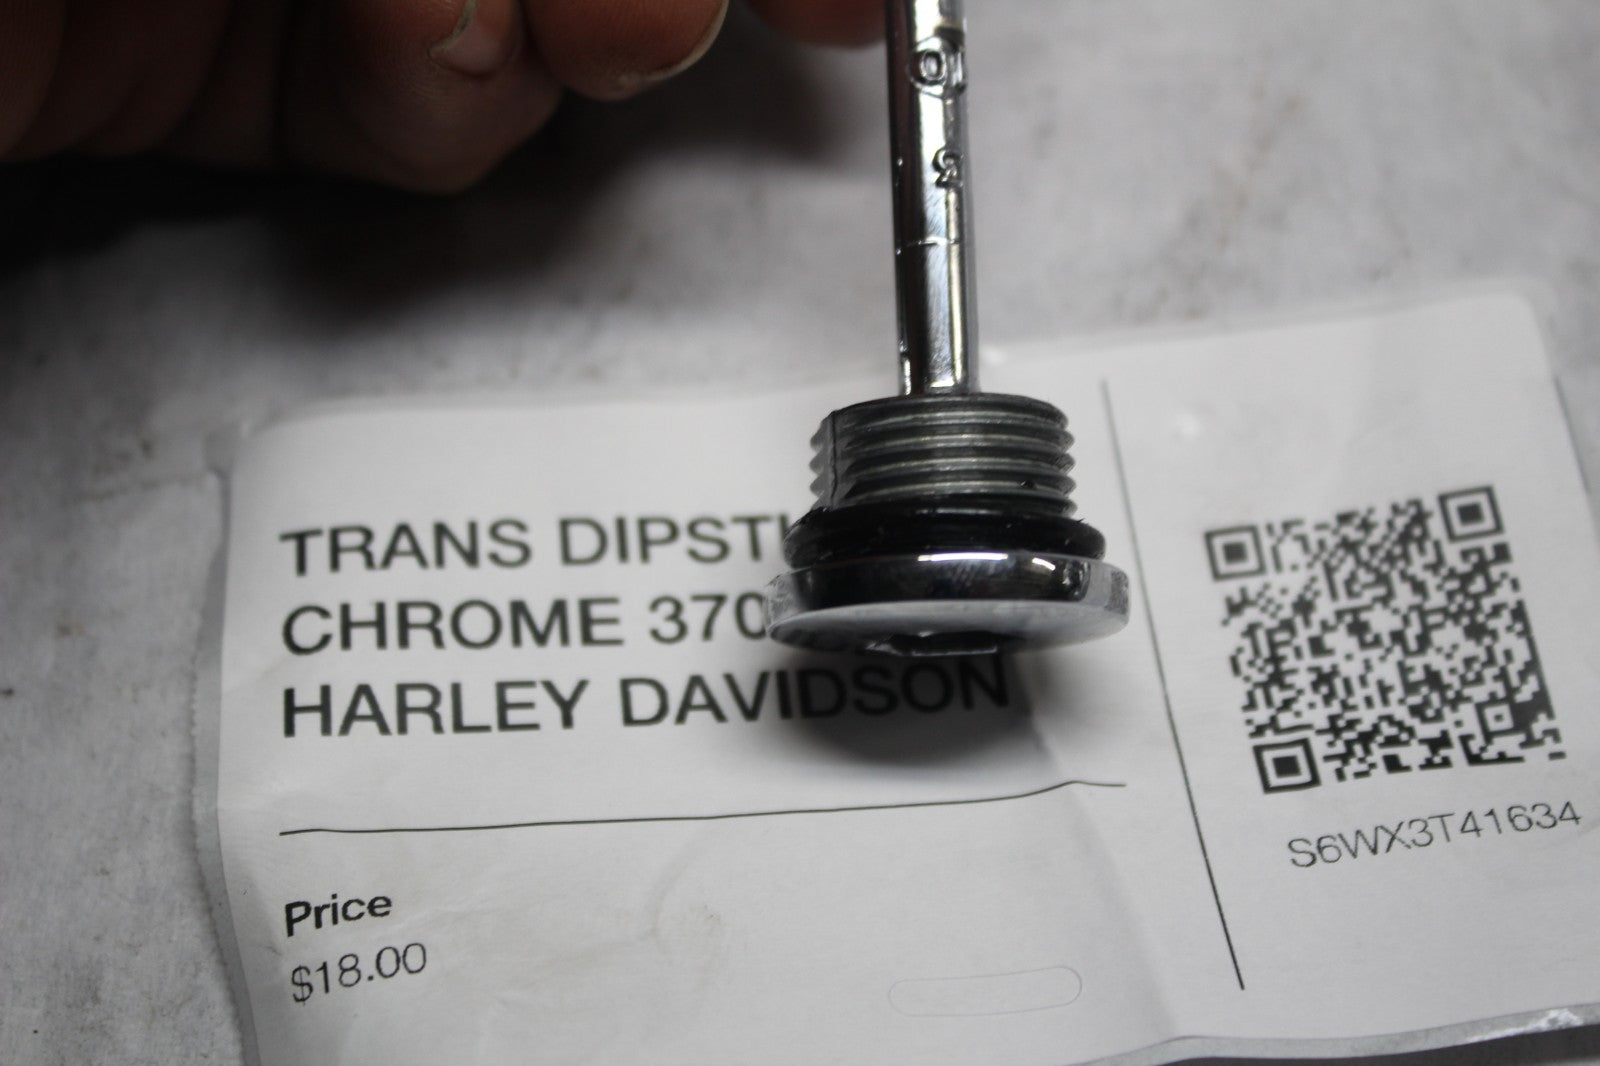 TRANS DIPSTI
CHROME 370
HARLEY DAVIDSON
Price
$18.00
S6WX3T41634